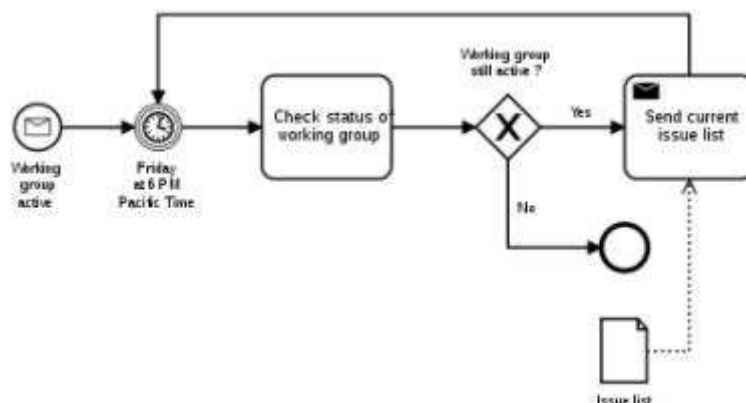 Working group
still active ?
Check status of
working group
Yes
Send current
issue list
Working
group
active
Friday
at 6 PM
Pacific Time
No
Issue list